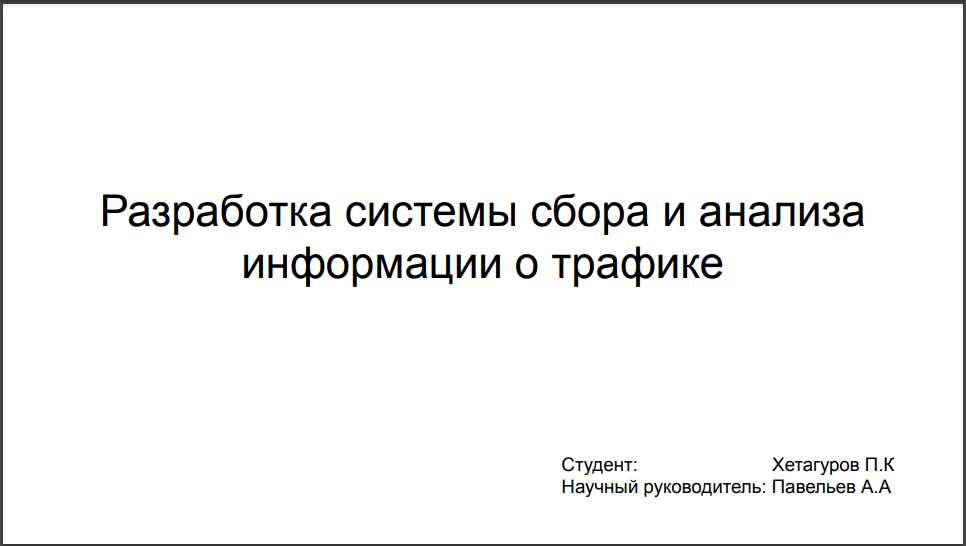 Разработка системы сбора и анализа
информации о трафике
Студент: Хетагуров П.К
Научный руководитель: Павельев А.А